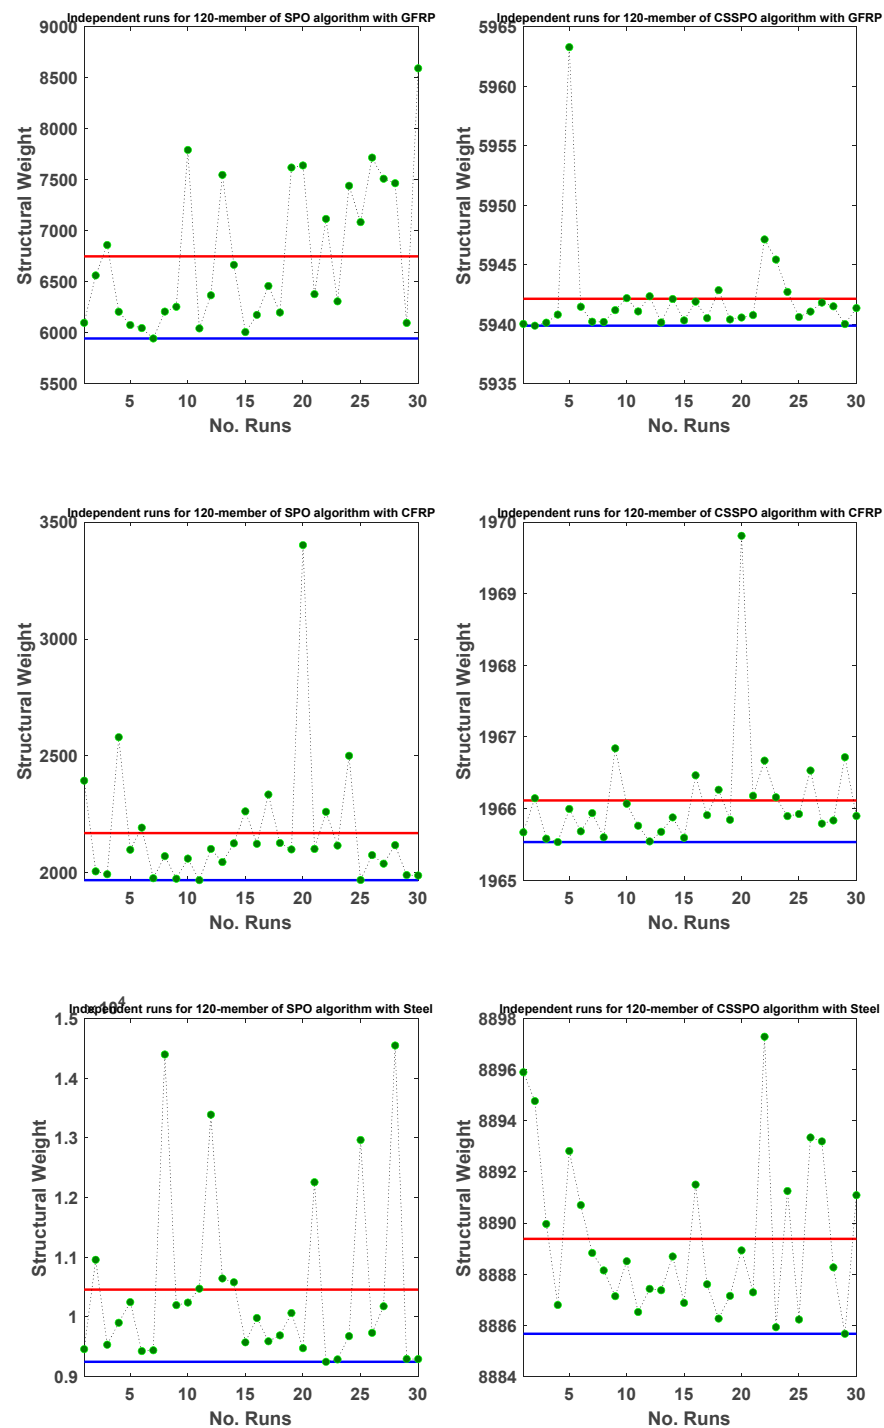 Independent runs for 120-member of SPO algorithm with GFRP
9000
8500
8000
7500
7000
6500
6000
5500
Structural Weight
5 10 15 20 25 30
No. Runs
Independent runs for 120-member of CSSPO algorithm with GFRP
5965
5960
5955
5950
5945
5940
5935
Structural Weight
5 10 15 20 25 30
No. Runs
Independent runs for 120-member of SPO algorithm with CFRP
3500
3000
2500
2000
Structural Weight
5 10 15 20 25 30
No. Runs
Independent runs for 120-member of CSSPO algorithm with CFRP
1970
1969
1968
1967
1966
1965
Structural Weight
5 10 15 20 25 30
No. Runs
Independent runs for 120-member of SPO algorithm with Steel
×10^4
1.5
1.4
1.3
1.2
1.1
1
0.9
Structural Weight
5 10 15 20 25 30
No. Runs
Independent runs for 120-member of CSSPO algorithm with Steel
8898
8896
8894
8892
8890
8888
8886
8884
Structural Weight
5 10 15 20 25 30
No. Runs